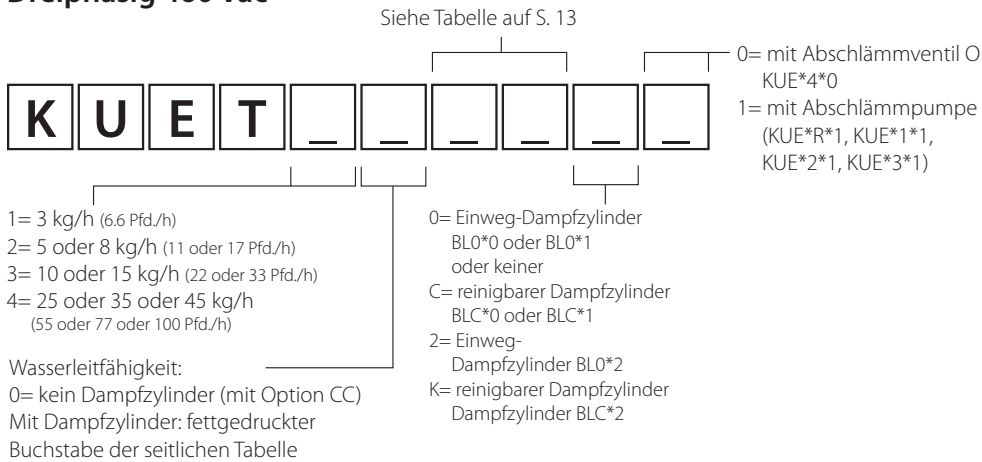 Siehe Tabelle auf S. 13
0= mit Abschlämmventil O
KUE*4*0
1= mit Abschlämmpumpe
(KUE*R*1, KUE*1*1,
KUE*2*1, KUE*3*1)
K U E T _ _ _ _ _ _
1= 3 kg/h (6.6 Pfd./h)
2= 5 oder 8 kg/h (11 oder 17 Pfd./h)
3= 10 oder 15 kg/h (22 oder 33 Pfd./h)
4= 25 oder 35 oder 45 kg/h
(55 oder 77 oder 100 Pfd./h)
Wasserleitfähigkeit:
0= kein Dampfzylinder (mit Option CC)
Mit Dampfzylinder: fettgedruckter
Buchstabe der seitlichen Tabelle
0= Einweg-Dampfzylinder
BL0*0 oder BL0*1
oder keiner
C= reinigbarer Dampfzylinder
BLC*0 oder BLC*1
2= Einweg-
Dampfzylinder BL0*2
K= reinigbarer Dampfzylinder
Dampfzylinder BLC*2